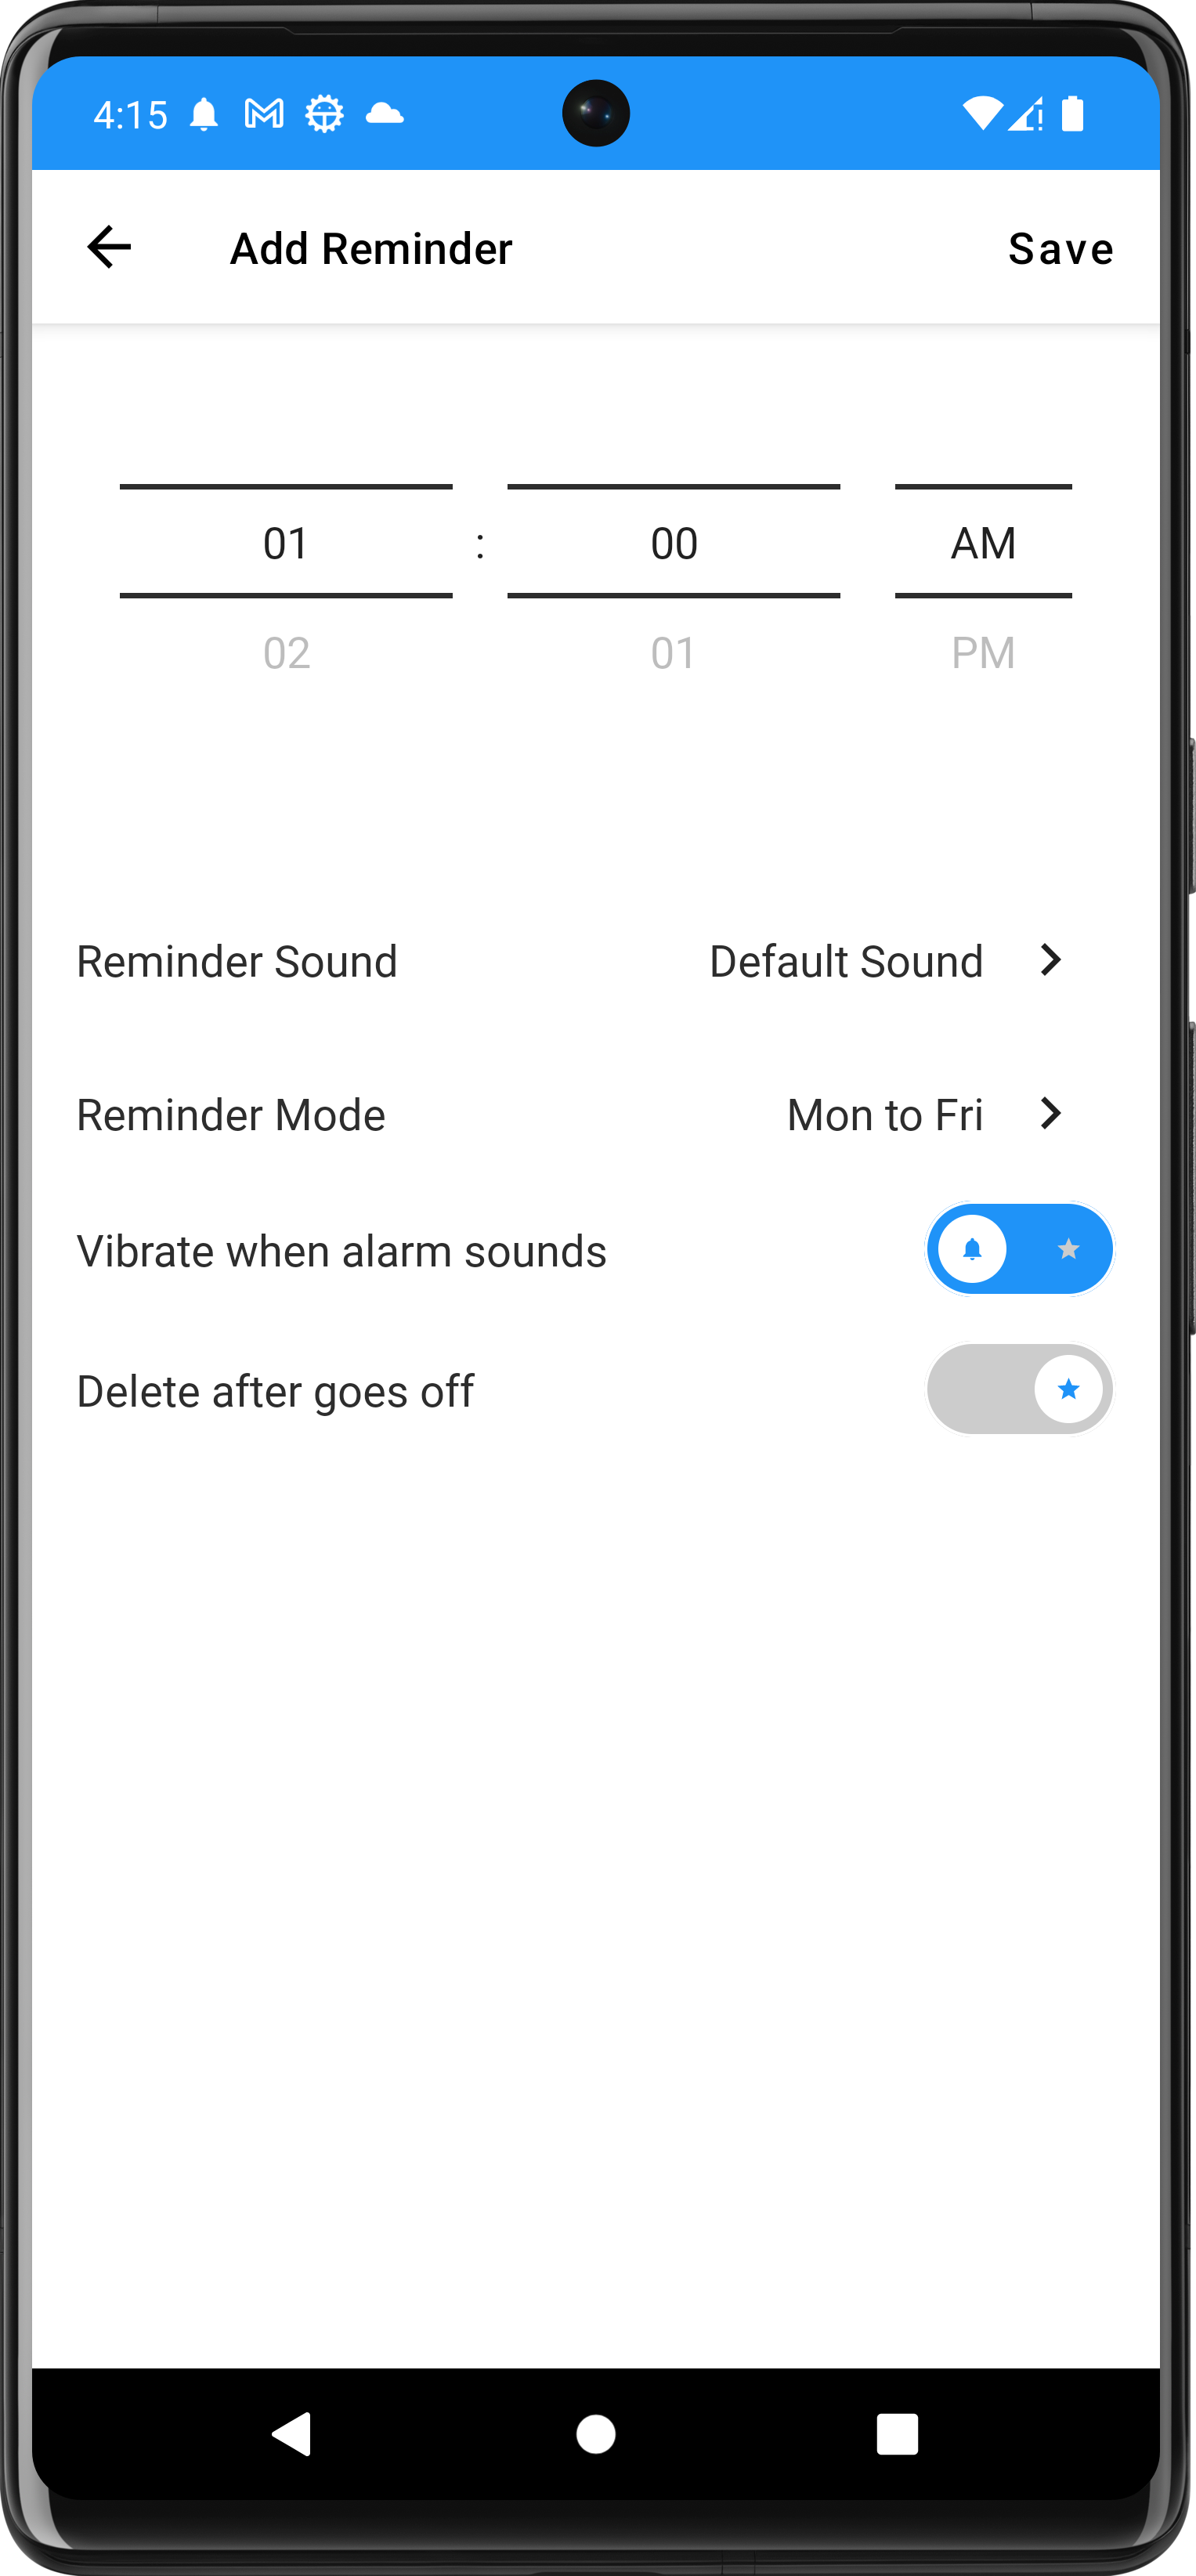 4:15
Add Reminder Save
01 : 00 AM
02 01 PM
Reminder Sound Default Sound
Reminder Mode Mon to Fri
Vibrate when alarm sounds
Delete after goes off